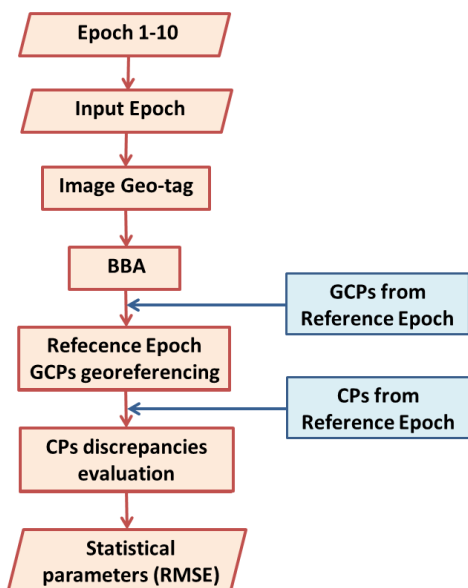 Epoch 1-10
Input Epoch
Image Geo-tag
BBA
GCPs from
Reference Epoch
Refecence Epoch
GCPs georeferencing
CPs from
Reference Epoch
CPs discrepancies
evaluation
Statistical
parameters (RMSE)